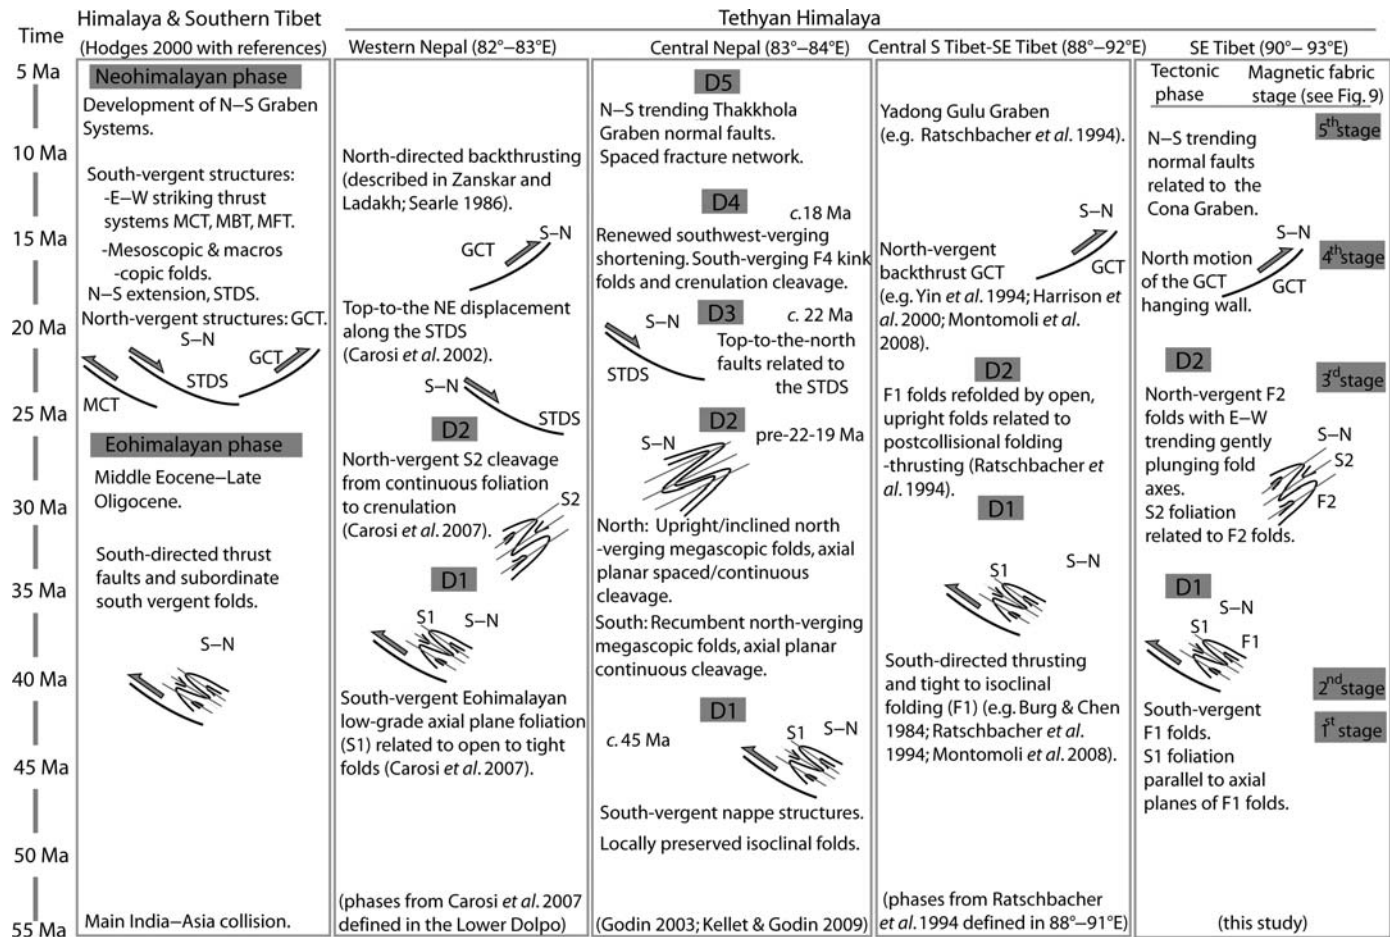 Himalaya & Southern Tibet
Tethyan Himalaya
Time
(Hodges 2000 with references)
Western Nepal (82°–83°E)
Central Nepal (83°–84°E)
Central S Tibet-SE Tibet (88°–92°E)
SE Tibet (90°– 93°E)
5 Ma
10 Ma
15 Ma
20 Ma
25 Ma
30 Ma
35 Ma
40 Ma
45 Ma
50 Ma
55 Ma
Neohimalayan phase
Development of N–S Graben
Systems.
South-vergent structures:
-E–W striking thrust
systems MCT, MBT, MFT.
-Mesoscopic & macros
-copic folds.
N–S extension, STDS.
North-vergent structures: GCT.
S–N
GCT
STDS
MCT
Eohimalayan phase
Middle Eocene–Late
Oligocene.
South-directed thrust
faults and subordinate
south vergent folds.
S–N
Main India–Asia collision.
North-directed backthrusting
(described in Zanskar and
Ladakh; Searle 1986).
S–N
GCT
Top-to-the NE displacement
along the STDS
(Carosi et al. 2002).
S–N
STDS
D2
North-vergent S2 cleavage
from continuous foliation
to crenulation
(Carosi et al. 2007).
S2
D1
S1
S–N
South-vergent Eohimalayan
low-grade axial plane foliation
(S1) related to open to tight
folds (Carosi et al. 2007).
(phases from Carosi et al. 2007
defined in the Lower Dolpo)
D5
N–S trending Thakkhola
Graben normal faults.
Spaced fracture network.
D4
c.18 Ma
Renewed southwest-verging
shortening. South-verging F4 kink
folds and crenulation cleavage.
D3
c. 22 Ma
S–N
STDS
Top-to-the-north
faults related to
the STDS
D2
S–N
pre-22-19 Ma
North: Upright/inclined north
-verging megascopic folds, axial
planar spaced/continuous
cleavage.
South: Recumbent north-verging
megascopic folds, axial planar
continuous cleavage.
D1
c. 45 Ma
S1
S–N
South-vergent nappe structures.
Locally preserved isoclinal folds.
(Godin 2003; Kellet & Godin 2009)
Yadong Gulu Graben
(e.g. Ratschbacher et al. 1994).
S–N
GCT
North-vergent
backthrust GCT
(e.g. Yin et al. 1994; Harrison et
al. 2000; Montomoli et al.
2008).
D2
F1 folds refolded by open,
upright folds related to
postcollisional folding
-thrusting (Ratschbacher et
al. 1994).
D1
S1
S–N
South-directed thrusting
and tight to isoclinal
folding (F1) (e.g. Burg & Chen
1984; Ratschbacher et al.
1994; Montomoli et al. 2008).
(phases from Ratschbacher
et al. 1994 defined in 88°–91°E)
Tectonic
phase
Magnetic fabric
stage (see Fig. 9)
5th stage
N–S trending
normal faults
related to the
Cona Graben.
S–N
4th stage
North motion
of the GCT
hanging wall.
GCT
D2
3rd stage
North-vergent F2
folds with E–W
trending gently
plunging fold
axes.
S2 foliation
related to F2 folds.
S–N
S2
F2
D1
S–N
S1
F1
2nd stage
1st stage
South-vergent
F1 folds.
S1 foliation
parallel to axial
planes of F1 folds.
(this study)